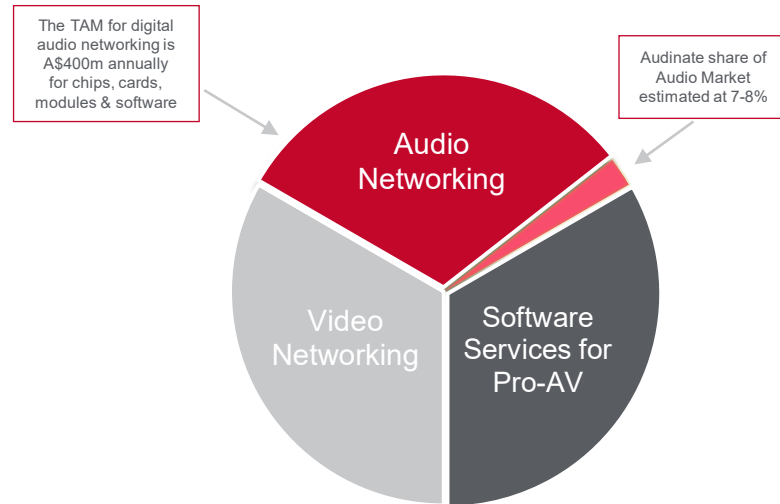 The TAM for digital
audio networking is
A$400m annually
for chips, cards,
modules & software
Audinate share of
Audio Market
estimated at 7-8%
Audio
Networking
Video
Networking
Software
Services for
Pro-AV